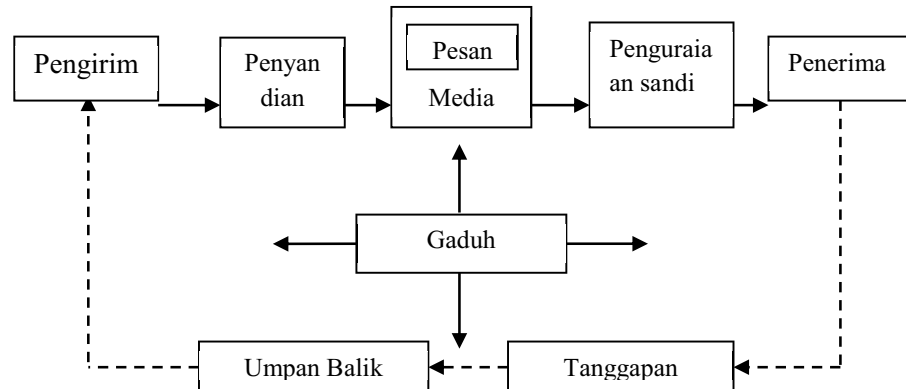 Pengirim
Penyan
dian
Pesan
Media
Penguraia
an sandi
Penerima
Gaduh
Umpan Balik
Tanggapan